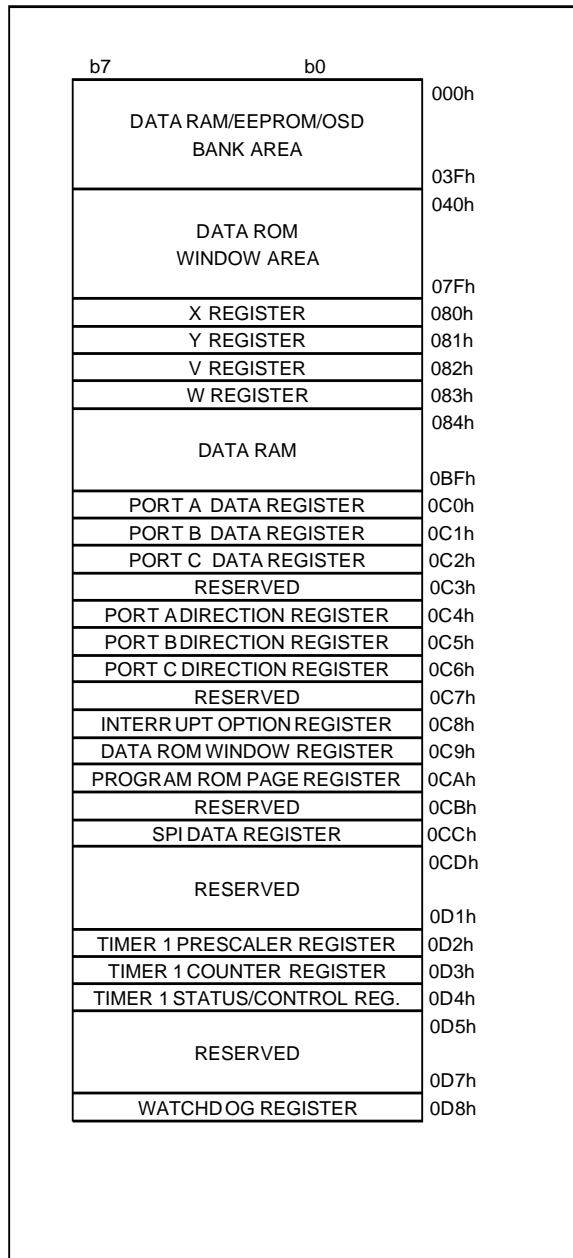 b7 b0
000h
DATA RAM/EEPROM/OSD
BANK AREA
03Fh
040h
DATA ROM
WINDOW AREA
07Fh
X REGISTER 080h
Y REGISTER 081h
V REGISTER 082h
W REGISTER 083h
084h
DATA RAM
0BFh
PORT A DATA REGISTER 0C0h
PORT B DATA REGISTER 0C1h
PORT C DATA REGISTER 0C2h
RESERVED 0C3h
PORT A DIRECTION REGISTER 0C4h
PORT B DIRECTION REGISTER 0C5h
PORT C DIRECTION REGISTER 0C6h
RESERVED 0C7h
INTERRUPT OPTION REGISTER 0C8h
DATA ROM WINDOW REGISTER 0C9h
PROGRAM ROM PAGE REGISTER 0CAh
RESERVED 0CBh
SPI DATA REGISTER 0CCh
0CDh
RESERVED
0D1h
TIMER 1 PRESCALER REGISTER 0D2h
TIMER 1 COUNTER REGISTER 0D3h
TIMER 1 STATUS/CONTROL REG. 0D4h
0D5h
RESERVED
0D7h
WATCHDOG REGISTER 0D8h